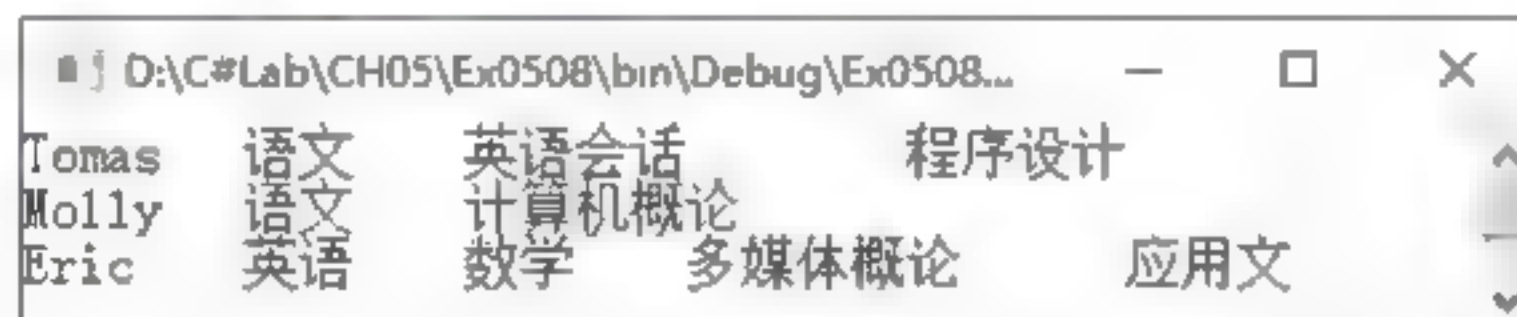 D:\C#Lab\CH05\Ex0508\bin\Debug\Ex0508...
Tomas 语文 英语会话 程序设计
Molly 语文 计算机概论
Eric 英语 数学 多媒体概论 应用文